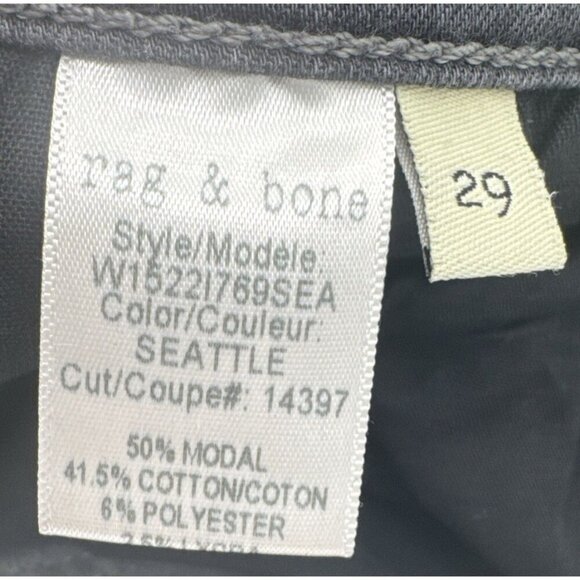 rag & bone
Style/Modèle:
W1522I769SEA
Color/Couleur:
SEATTLE
Cut/Coupe#: 14397
50% MODAL
41.5% COTTON/COTON
6% POLYESTER
29